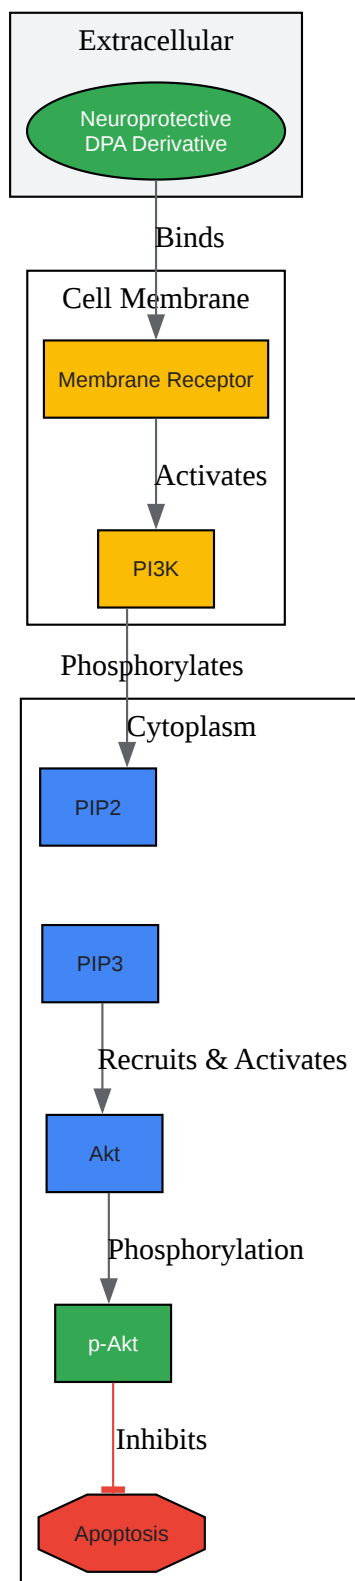 Extracellular
Neuroprotective
DPA Derivative
Binds
Cell Membrane
Membrane Receptor
Activates
PI3K
Phosphorylates
Cytoplasm
PIP2
PIP3
Recruits & Activates
Akt
Phosphorylation
p-Akt
Inhibits
Apoptosis